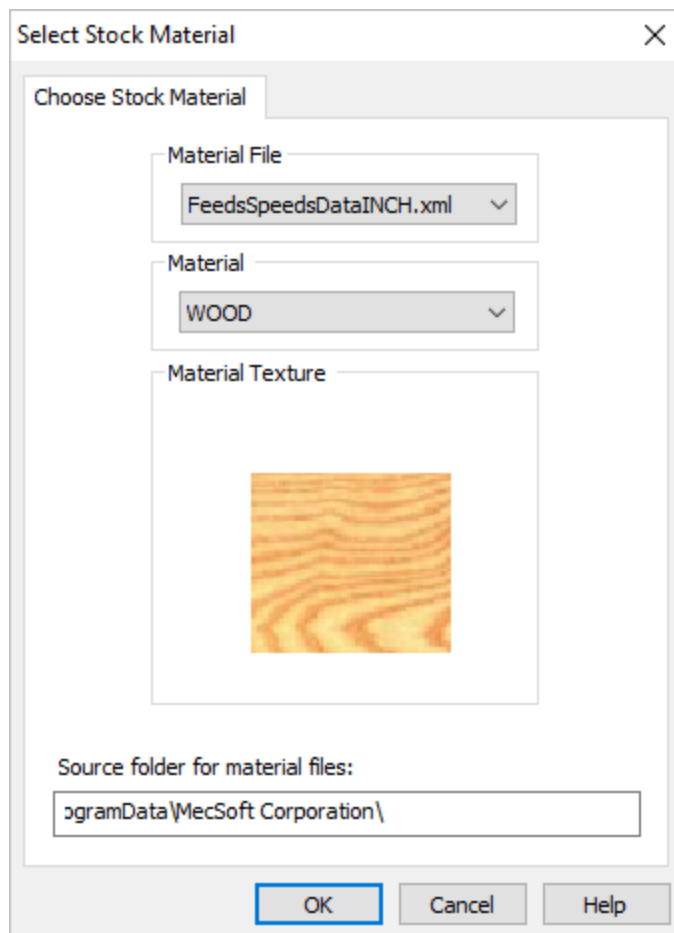 Select Stock Material
Choose Stock Material
Material File
FeedsSpeedsDataINCH.xml
Material
WOOD
Material Texture
Source folder for material files:
ogramData\MecSoft Corporation\
OK Cancel Help